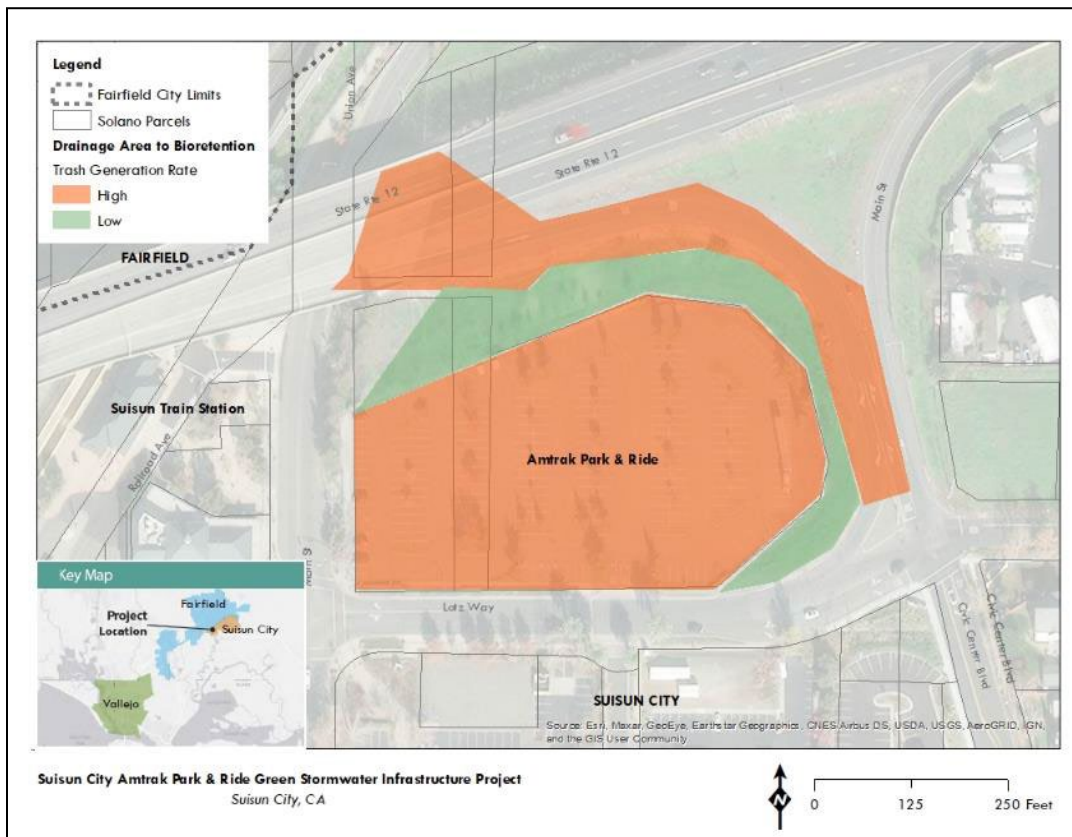 Legend
Fairfield City Limits
Solano Parcels
Drainage Area to Bioretention
Trash Generation Rate
High
Low
FAIRFIELD
Union Ave
State Rte 12
State Rte 12
Main St
Suisun Train Station
Railroad Ave
Amtrak Park & Ride
Main St
Lotz Way
Civic Center Blvd
Civic Center Blvd
SUISUN CITY
Source: Esri, Maxar, GeoEye, Earthstar Geographics, CNES/Airbus DS, USDA, USGS, AeroGRID, IGN,
and the GIS User Community
Key Map
Fairfield
Project
Location
Suisun City
Vallejo
Suisun City Amtrak Park & Ride Green Stormwater Infrastructure Project
Suisun City, CA
N
0 125 250 Feet